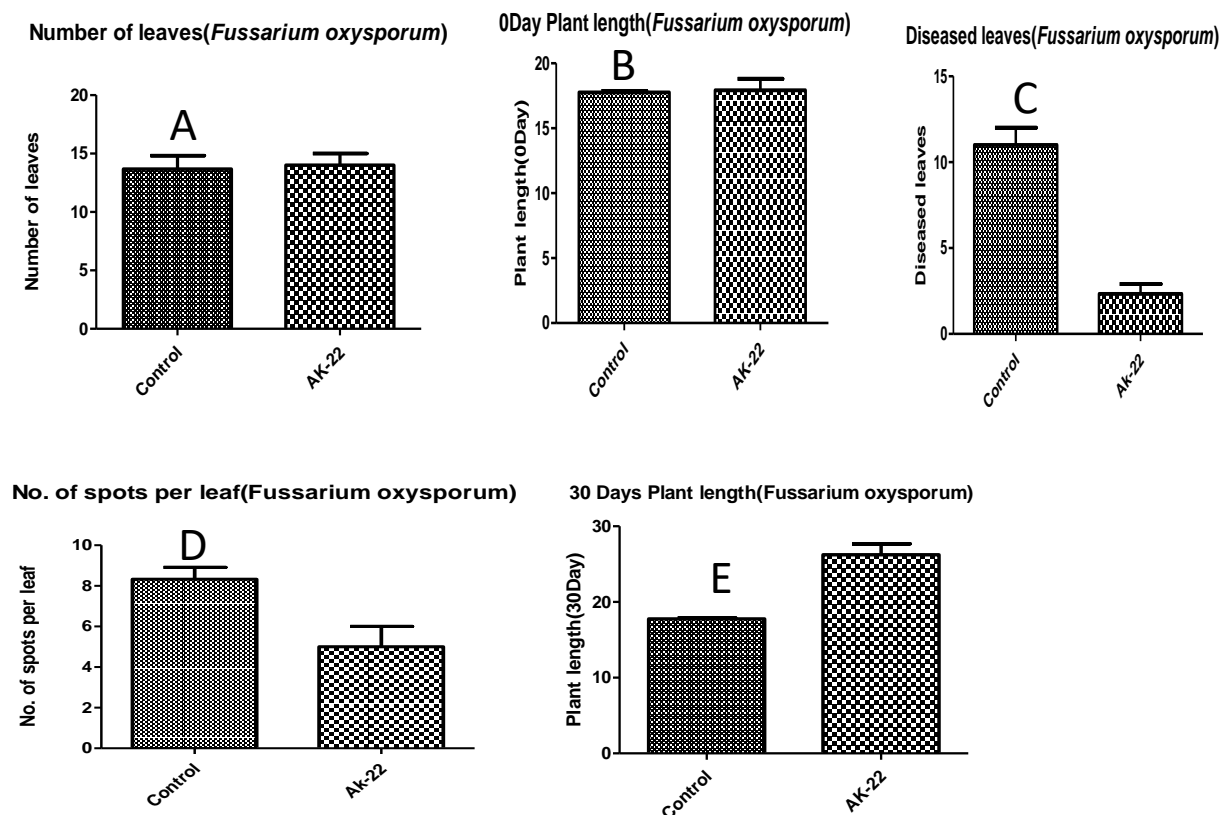 Number of leaves(Fussarium oxysporum)
A
Number of leaves
20
15
10
5
0
Control
AK-22
0Day Plant length(Fussarium oxysporum)
B
Plant length(0Day)
20
15
10
5
0
Control
AK-22
Diseased leaves(Fussarium oxysporum)
C
Diseased leaves
15
10
5
0
Control
AK-22
No. of spots per leaf(Fussarium oxysporum)
D
No. of spots per leaf
10
8
6
4
2
0
Control
Ak-22
30 Days Plant length(Fussarium oxysporum)
E
Plant length(30Day)
30
20
10
0
Control
AK-22